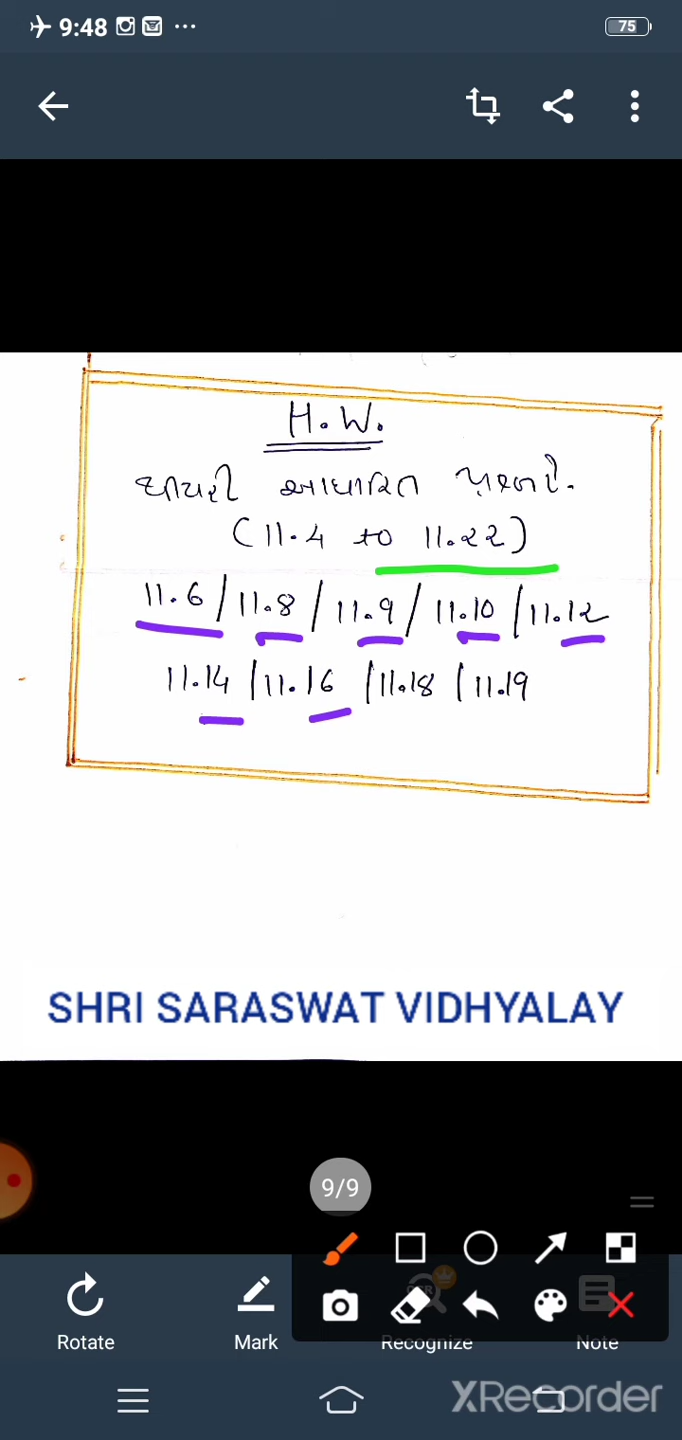 9:48 ... 75
H.W.
થીયરી આધારિત પ્રશ્નો.
(11.4 to 11.22)
11.6 / 11.8 / 11.9 / 11.10 / 11.12
11.14 / 11.16 / 11.18 / 11.19
SHRI SARASWAT VIDHYALAY
9/9
Rotate Mark Recognize Note
XRecorder